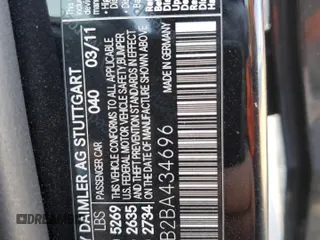 Y DAIMLER AG STUTTGART
040 03/11
PASSENGER CAR
LBS
5269 THIS VEHICLE CONFORMS TO ALL APPLICABLE
2635 U.S. FEDERAL MOTOR VEHICLE SAFETY, BUMPER
2734 AND THEFT PREVENTION STANDARDS IN EFFECT
ON THE DATE OF MANUFACTURE SHOWN ABOVE.
B2BA434696
MADE IN GERMANY